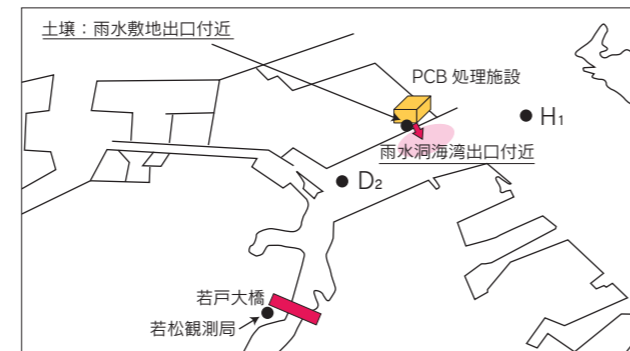 土壌：雨水敷地出口付近
PCB 処理施設
H1
雨水洞海湾出口付近
D2
若戸大橋
若松観測局